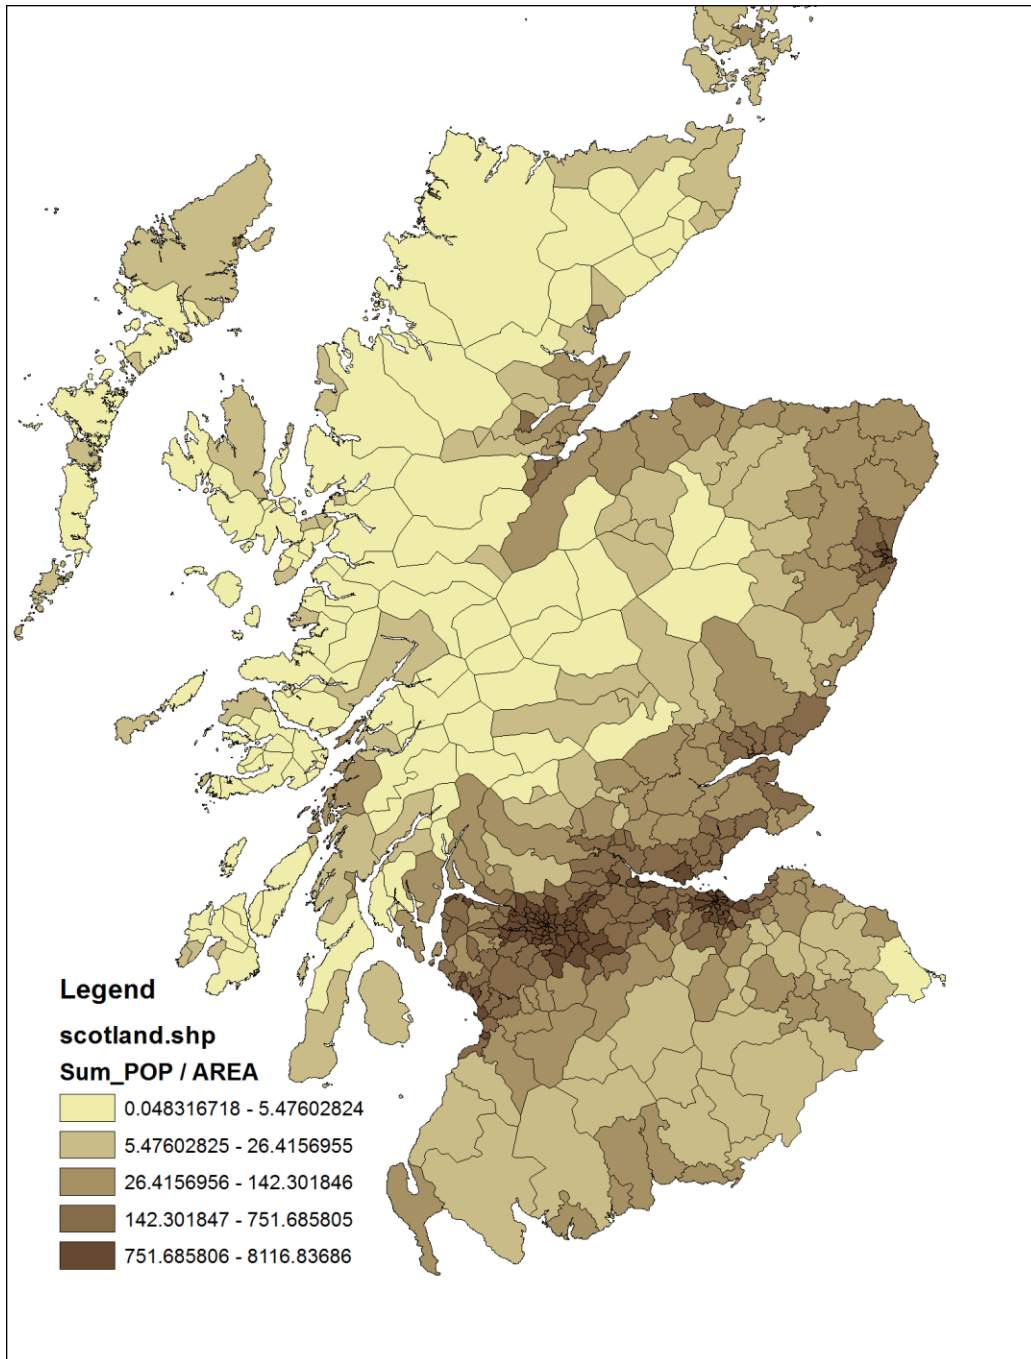 Legend
scotland.shp
Sum_POP / AREA
0.048316718 - 5.47602824
5.47602825 - 26.4156955
26.4156956 - 142.301846
142.301847 - 751.685805
751.685806 - 8116.83686